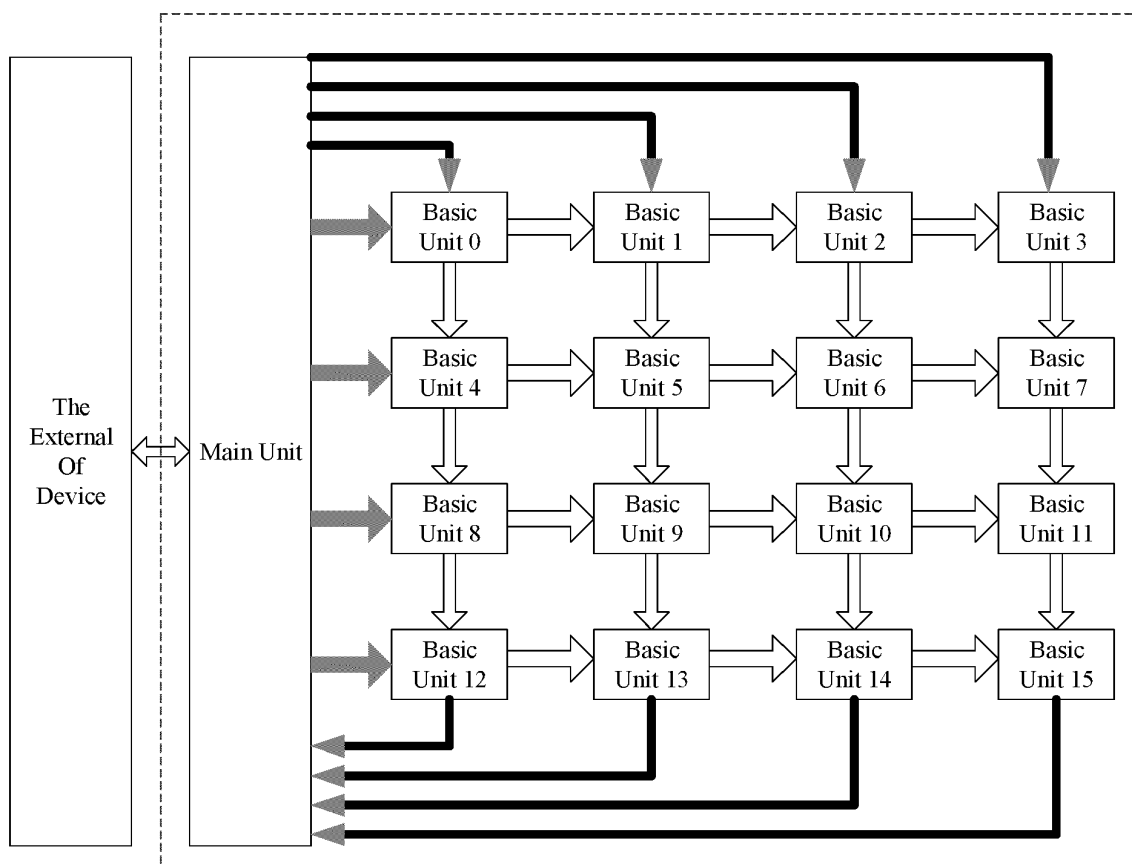 Basic
Unit 0
Basic
Unit 1
Basic
Unit 2
Basic
Unit 3
Basic
Unit 4
Basic
Unit 5
Basic
Unit 6
Basic
Unit 7
The
External
Of
Device
Main Unit
Basic
Unit 8
Basic
Unit 9
Basic
Unit 10
Basic
Unit 11
Basic
Unit 12
Basic
Unit 13
Basic
Unit 14
Basic
Unit 15